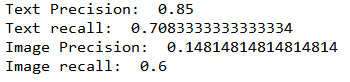 Text Precision:  0.85
Text recall:  0.7083333333333334
Image Precision:  0.14814814814814814
Image recall:  0.6